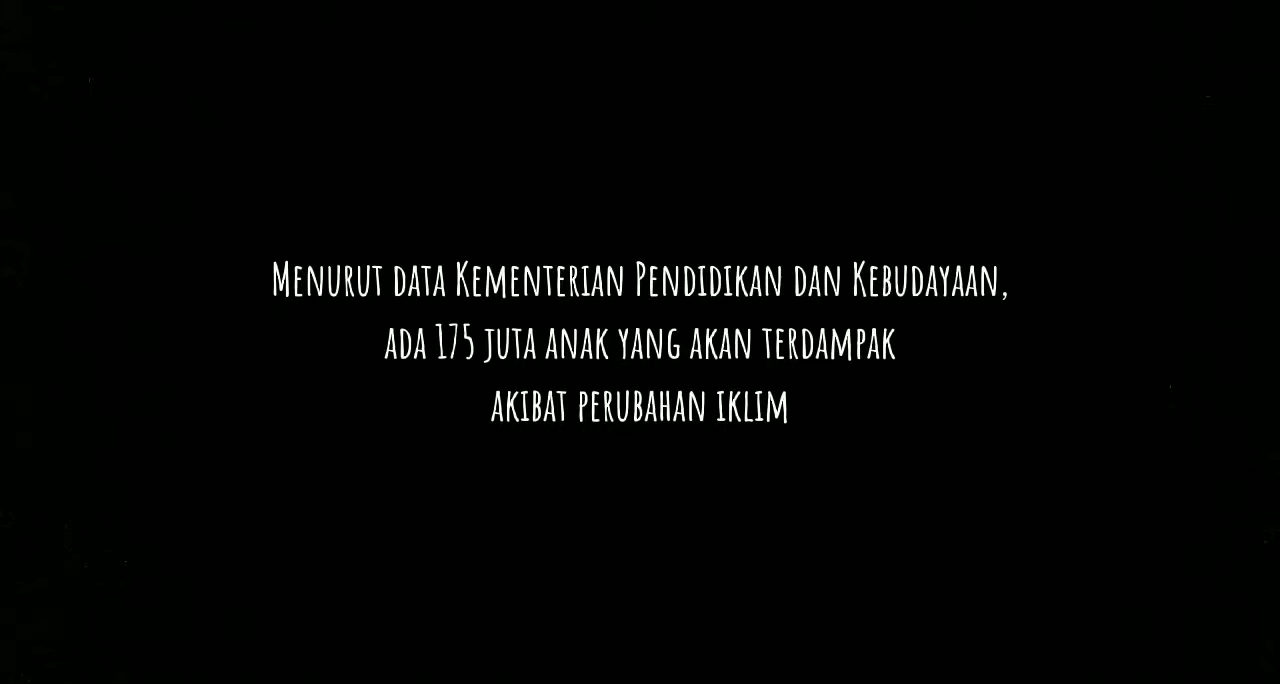 Menurut data Kementerian Pendidikan dan Kebudayaan,
ada 175 juta anak yang akan terdampak
akibat perubahan iklim